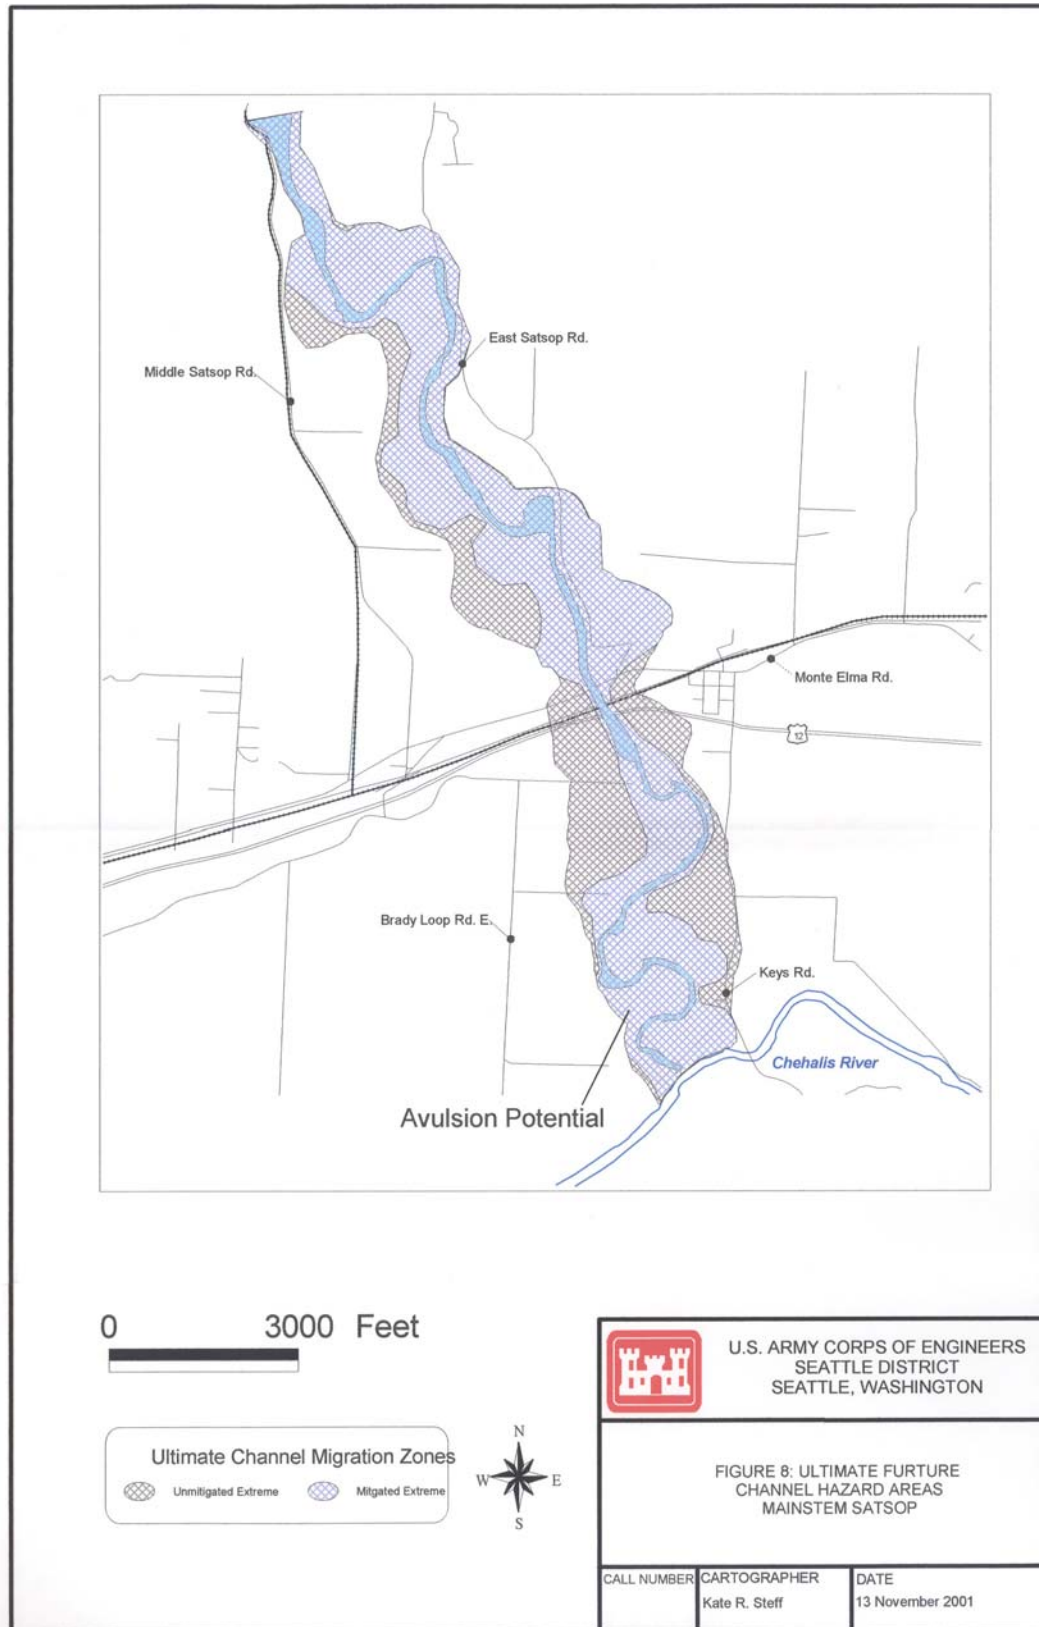 East Satsop Rd.
Middle Satsop Rd.
Monte Elma Rd.
12
Brady Loop Rd. E.
Keys Rd.
Chehalis River
Avulsion Potential
0 3000 Feet
Ultimate Channel Migration Zones
Unmitigated Extreme Mitgated Extreme
N
W E
S
U.S. ARMY CORPS OF ENGINEERS
SEATTLE DISTRICT
SEATTLE, WASHINGTON
FIGURE 8: ULTIMATE FURTURE
CHANNEL HAZARD AREAS
MAINSTEM SATSOP
CALL NUMBER CARTOGRAPHER DATE
Kate R. Steff 13 November 2001